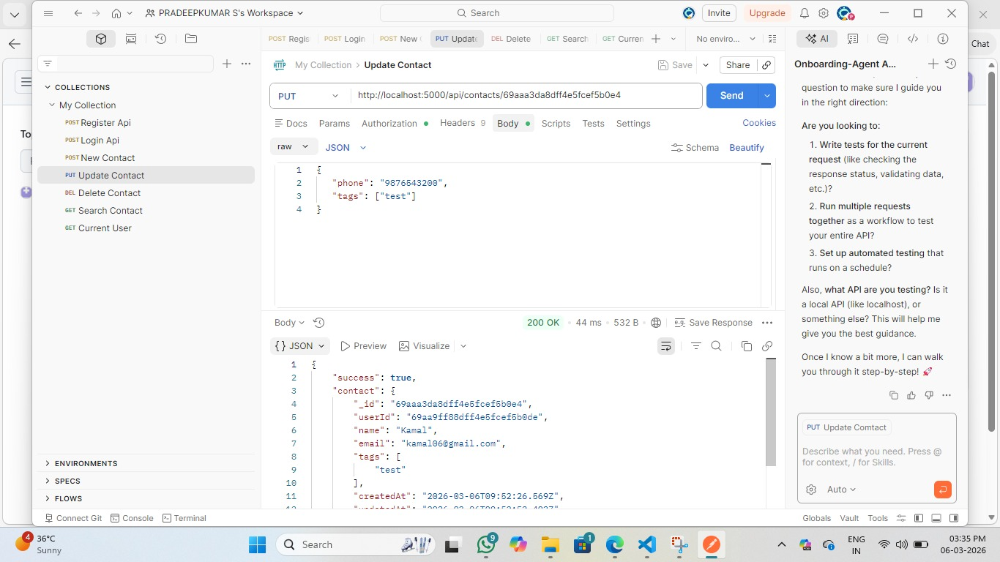 PRADEEPKUMAR S's Workspace
Search
Invite
Upgrade
POST Regis
POST Login
POST New
PUT Update
DEL Delete
GET Search
GET Curren
No enviro...
AI
Chat
My Collection > Update Contact
Save
Share
Onboarding-Agent A...
COLLECTIONS
My Collection
POST Register Api
POST Login Api
POST New Contact
PUT Update Contact
DEL Delete Contact
GET Search Contact
GET Current User
ENVIRONMENTS
SPECS
FLOWS
PUT
http://localhost:5000/api/contacts/69aaa3da8dff4e5fcef5b0e4
Send
Docs
Params
Authorization
Headers 9
Body
Scripts
Tests
Settings
Cookies
raw
JSON
Schema
Beautify
1 {
2 "phone": "9876543200",
3 "tags": ["test"]
4 }
Body
200 OK
44 ms
532 B
e.g. Save Response
{} JSON
Preview
Visualize
1 {
2 "success": true,
3 "contact": {
4 "_id": "69aaa3da8dff4e5fcef5b0e4",
5 "userId": "69aa9ff88dff4e5fcef5b0de",
6 "name": "Kamal",
7 "email": "kamal06@gmail.com",
8 "tags": [
9 "test"
10 ],
11 "createdAt": "2026-03-06T09:52:26.569Z",
question to make sure I guide you
in the right direction:
Are you looking to:
1. Write tests for the current
request (like checking the
response status, validating data,
etc.)?
2. Run multiple requests
together as a workflow to test
your entire API?
3. Set up automated testing that
runs on a schedule?
Also, what API are you testing? Is it
a local API (like localhost), or
something else? This will help me
give you the best guidance.
Once I know a bit more, I can walk
you through it step-by-step! 🚀
PUT Update Contact
Describe what you need. Press @
for context, / for Skills.
Auto
Connect Git
Console
Terminal
Globals
Vault
Tools
4
36°C
Sunny
Search
9
1
ENG
IN
03:35 PM
06-03-2026